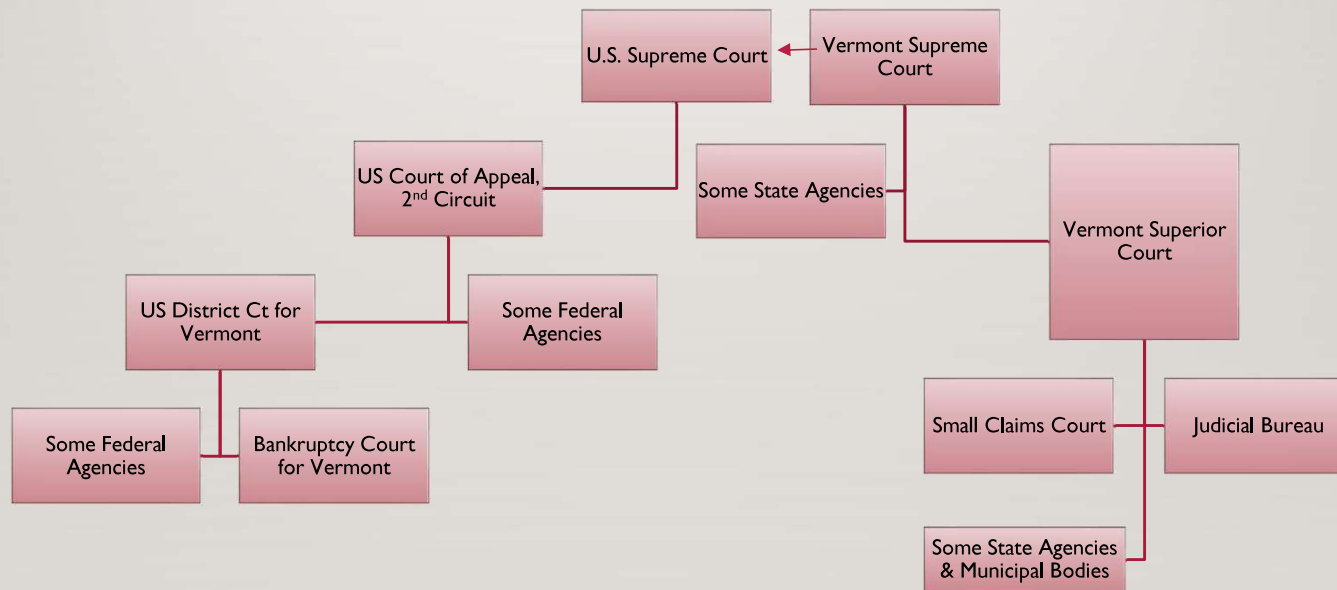 U.S. Supreme Court
Vermont Supreme
Court
US Court of Appeal,
2nd Circuit
Some State Agencies
Vermont Superior
Court
US District Ct for
Vermont
Some Federal
Agencies
Some Federal
Agencies
Bankruptcy Court
for Vermont
Small Claims Court
Judicial Bureau
Some State Agencies
& Municipal Bodies